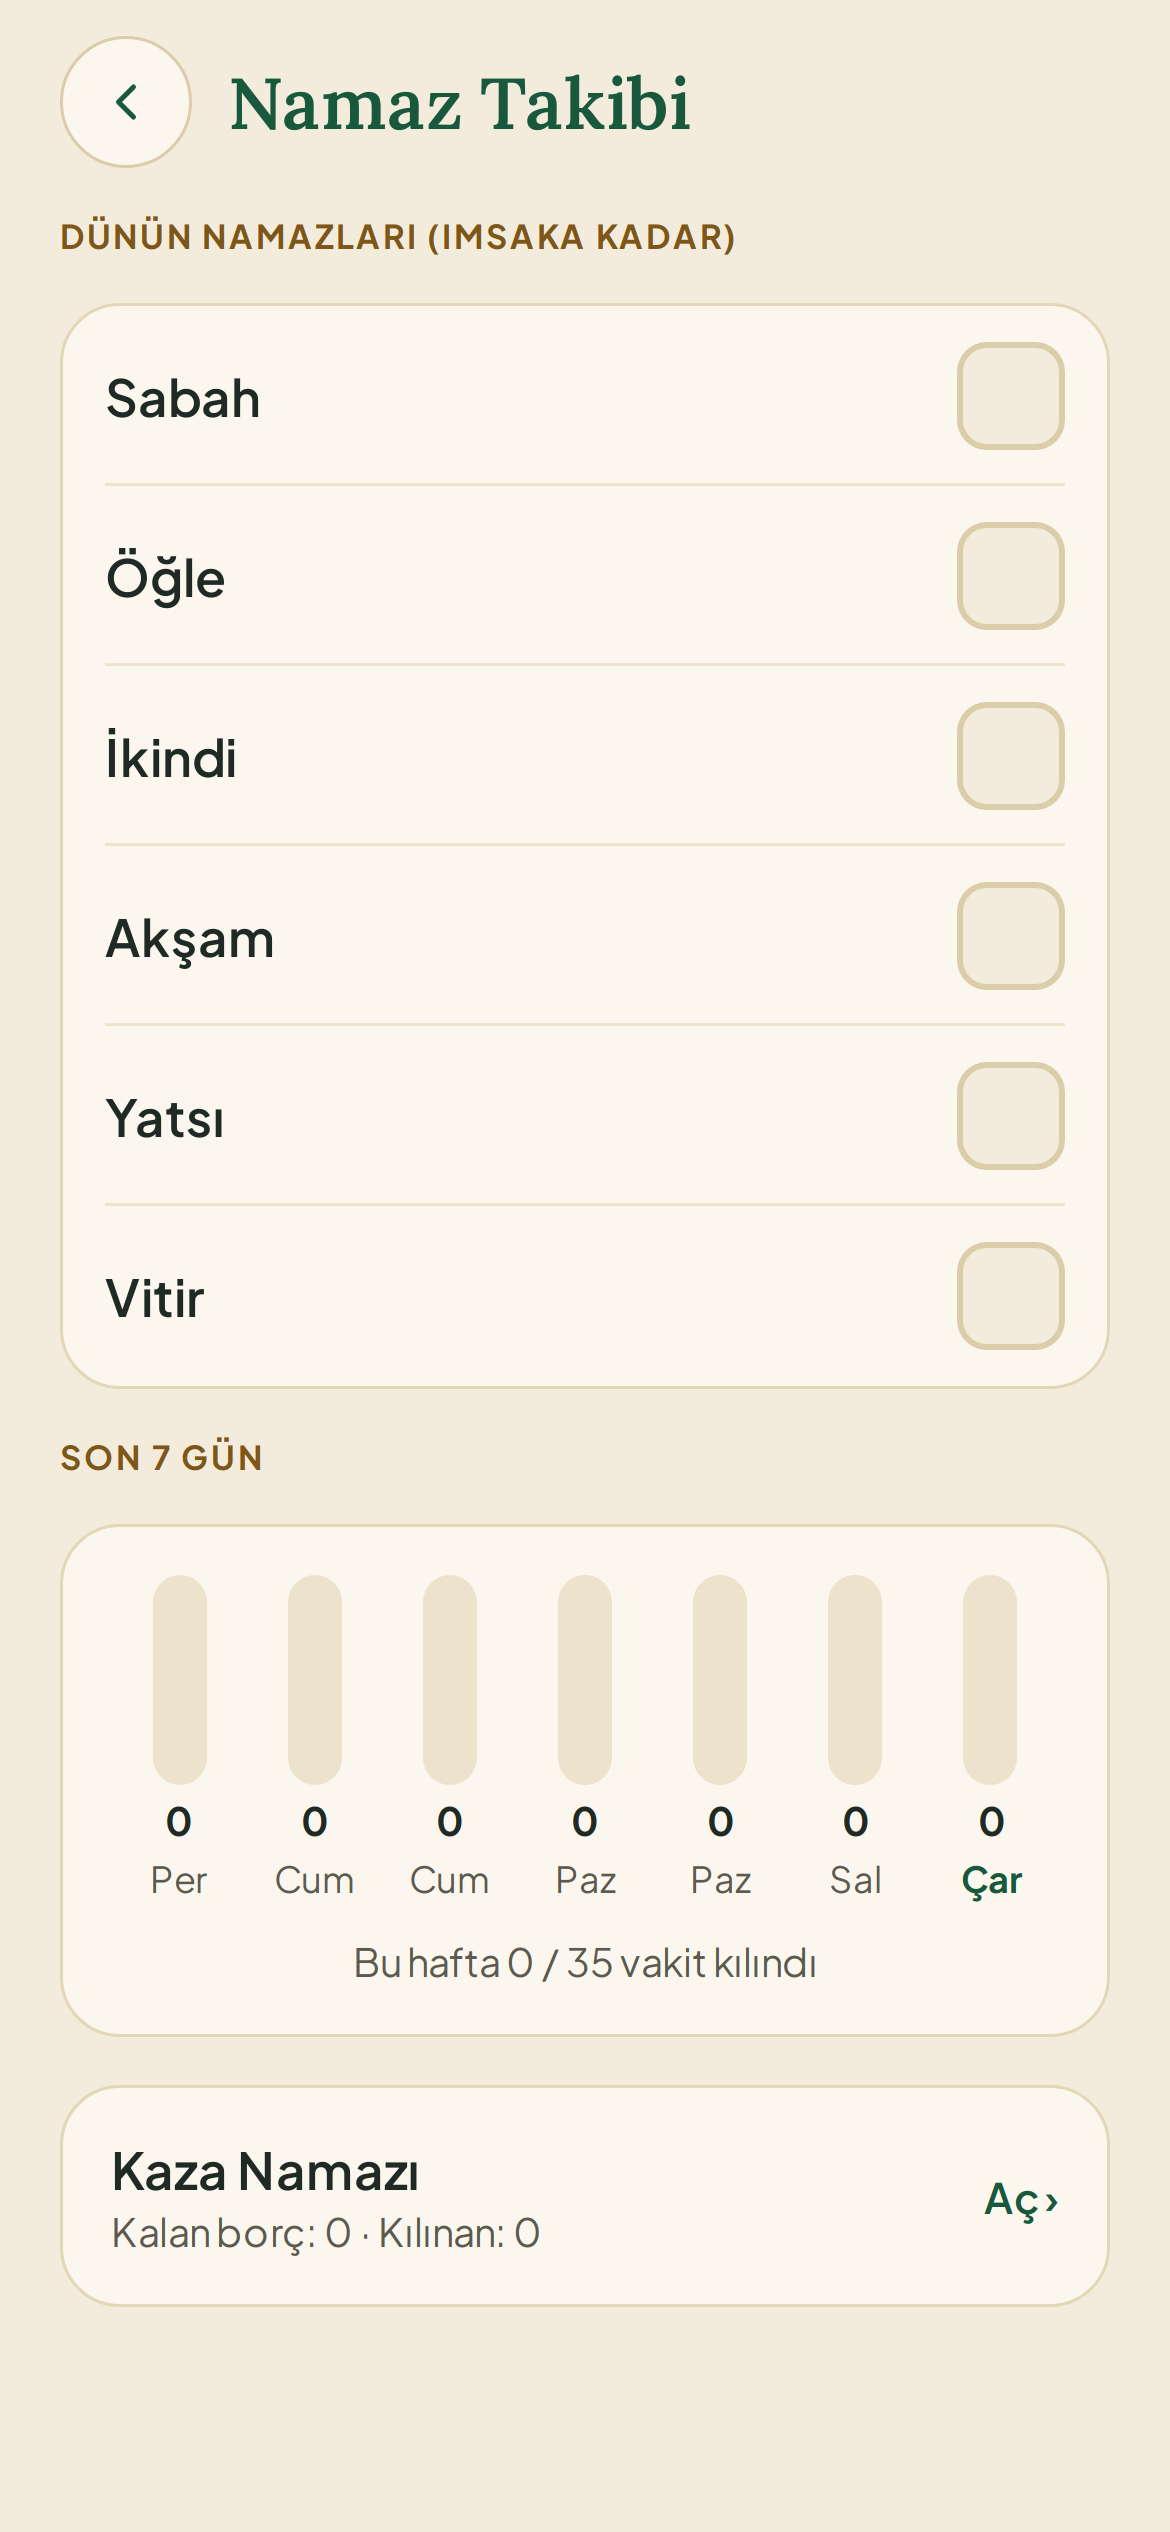 Namaz Takibi
DÜNÜN NAMAZLARI (IMSAKA KADAR)
Sabah
Öğle
İkindi
Akşam
Yatsı
Vitir
SON 7 GÜN
0 0 0 0 0 0 0
Per Cum Cum Paz Paz Sal Çar
Bu hafta 0 / 35 vakit kılındı
Kaza Namazı
Kalan borç: 0 · Kılınan: 0
Aç ›